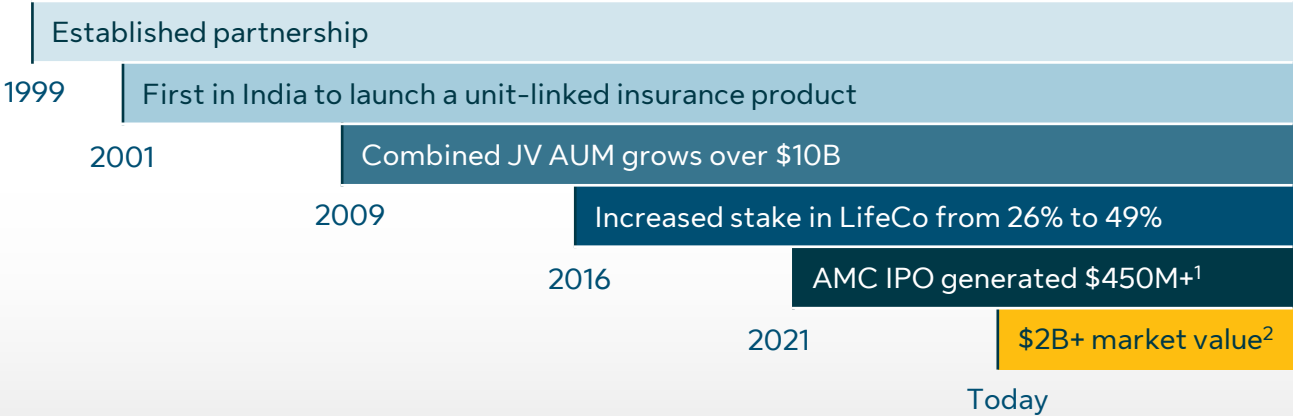 Established partnership
1999
First in India to launch a unit-linked insurance product
2001
Combined JV AUM grows over $10B
2009
Increased stake in LifeCo from 26% to 49%
2016
AMC IPO generated $450M+¹
2021
$2B+ market value²
Today